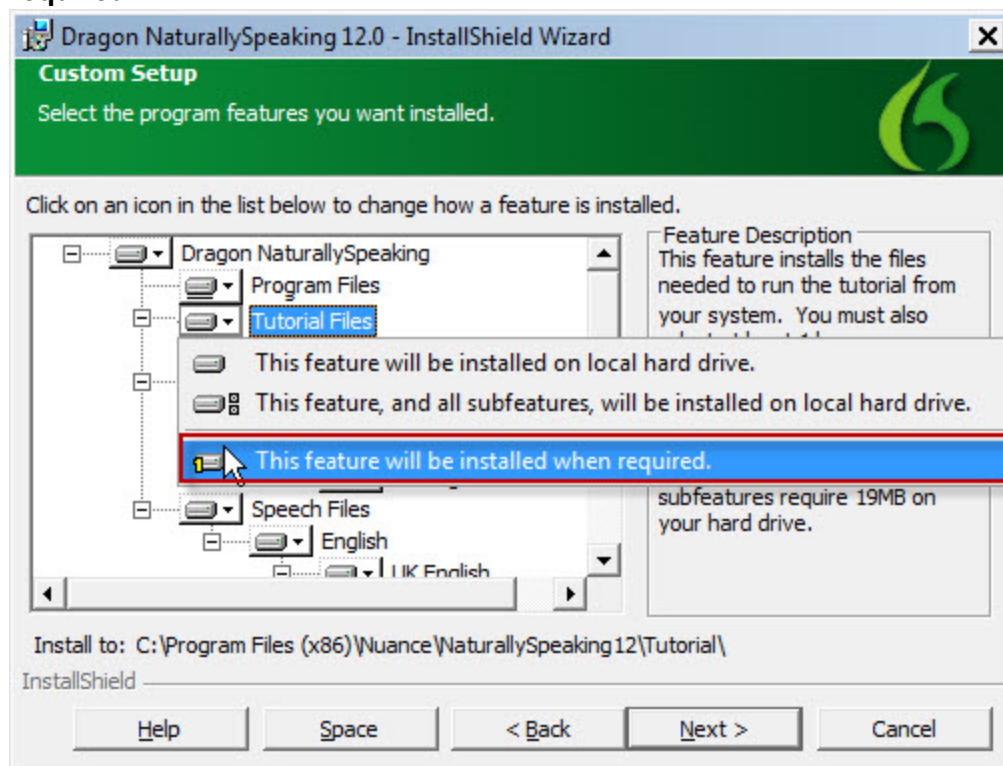 Dragon NaturallySpeaking 12.0 - InstallShield Wizard
Custom Setup
Select the program features you want installed.
Click on an icon in the list below to change how a feature is installed.
Dragon NaturallySpeaking
Program Files
Tutorial Files
Feature Description
This feature installs the files
needed to run the tutorial from
your system. You must also
This feature will be installed on local hard drive.
This feature, and all subfeatures, will be installed on local hard drive.
This feature will be installed when required.
Speech Files
English
UK English
subfeatures require 19MB on
your hard drive.
Install to: C:\Program Files (x86)\Nuance\NaturallySpeaking12\Tutorial\
InstallShield
Help
Space
< Back
Next >
Cancel